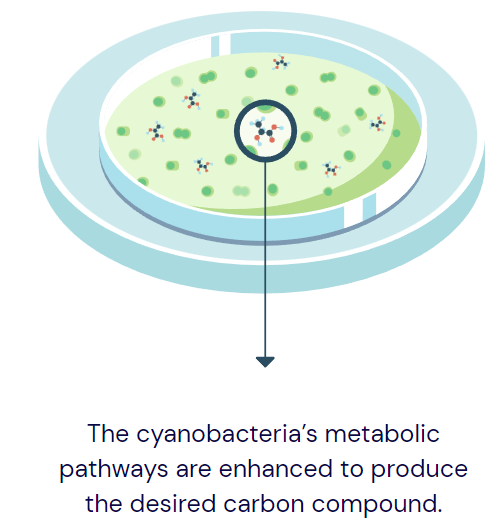 The cyanobacteria’s metabolic
pathways are enhanced to produce
the desired carbon compound.